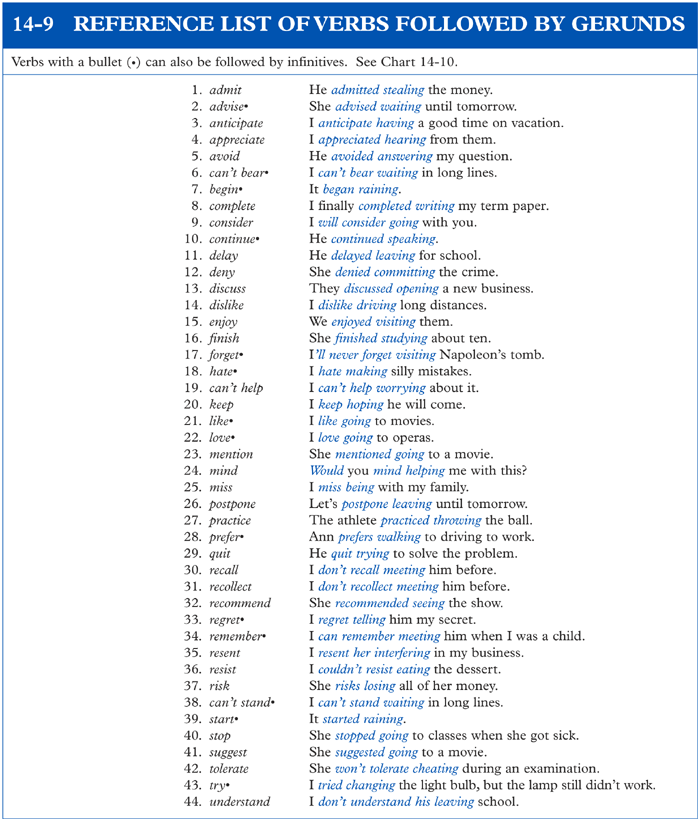 14-9 REFERENCE LIST OF VERBS FOLLOWED BY GERUNDS
Verbs with a bullet (•) can also be followed by infinitives. See Chart 14-10.
1. admit He admitted stealing the money.
2. advise• She advised waiting until tomorrow.
3. anticipate I anticipate having a good time on vacation.
4. appreciate I appreciated hearing from them.
5. avoid He avoided answering my question.
6. can't bear• I can't bear waiting in long lines.
7. begin• It began raining.
8. complete I finally completed writing my term paper.
9. consider I will consider going with you.
10. continue• He continued speaking.
11. delay He delayed leaving for school.
12. deny She denied committing the crime.
13. discuss They discussed opening a new business.
14. dislike I dislike driving long distances.
15. enjoy We enjoyed visiting them.
16. finish She finished studying about ten.
17. forget• I'll never forget visiting Napoleon's tomb.
18. hate• I hate making silly mistakes.
19. can't help I can't help worrying about it.
20. keep I keep hoping he will come.
21. like• I like going to movies.
22. love• I love going to operas.
23. mention She mentioned going to a movie.
24. mind Would you mind helping me with this?
25. miss I miss being with my family.
26. postpone Let's postpone leaving until tomorrow.
27. practice The athlete practiced throwing the ball.
28. prefer• Ann prefers walking to driving to work.
29. quit He quit trying to solve the problem.
30. recall I don't recall meeting him before.
31. recollect I don't recollect meeting him before.
32. recommend She recommended seeing the show.
33. regret• I regret telling him my secret.
34. remember• I can remember meeting him when I was a child.
35. resent I resent her interfering in my business.
36. resist I couldn't resist eating the dessert.
37. risk She risks losing all of her money.
38. can't stand• I can't stand waiting in long lines.
39. start• It started raining.
40. stop She stopped going to classes when she got sick.
41. suggest She suggested going to a movie.
42. tolerate She won't tolerate cheating during an examination.
43. try• I tried changing the light bulb, but the lamp still didn't work.
44. understand I don't understand his leaving school.